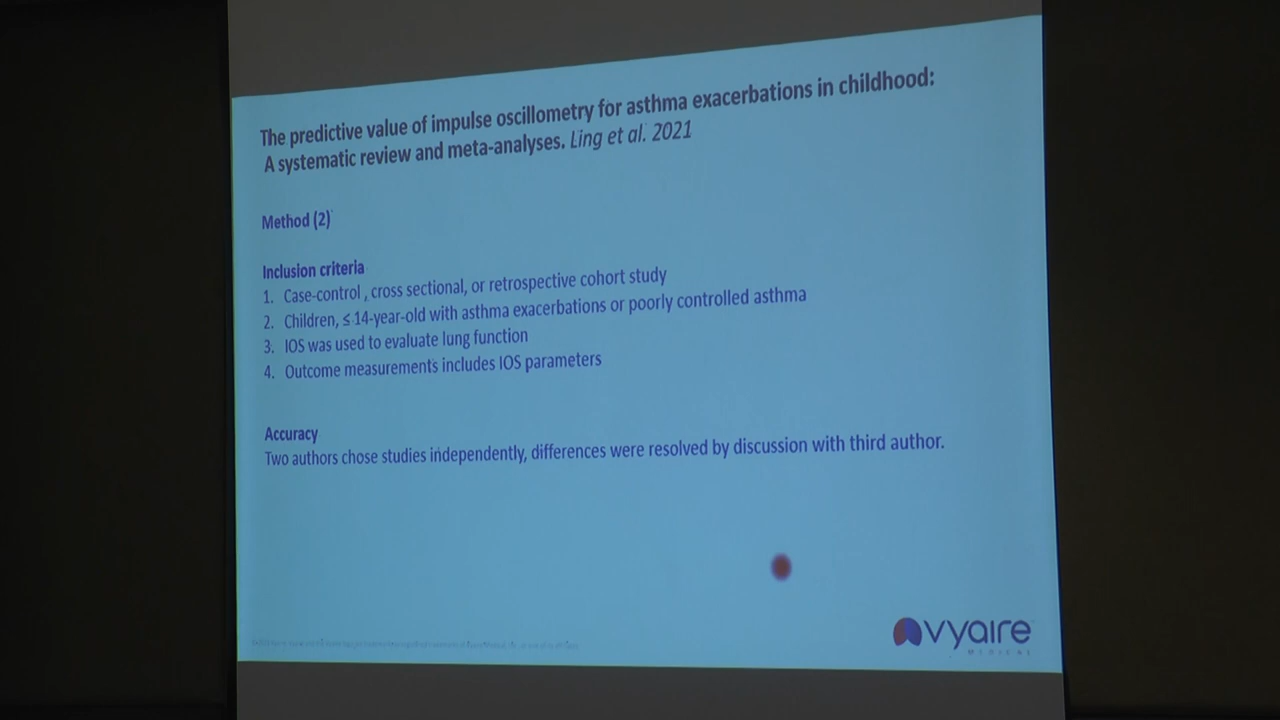 The predictive value of impulse oscillometry for asthma exacerbations in childhood:
A systematic review and meta-analyses. Ling et al. 2021
Method (2)
Inclusion criteria
1. Case-control , cross sectional, or retrospective cohort study
2. Children, ≤ 14-year-old with asthma exacerbations or poorly controlled asthma
3. IOS was used to evaluate lung function
4. Outcome measurements includes IOS parameters
Accuracy
Two authors chose studies independently, differences were resolved by discussion with third author.
vyaire
MEDICAL